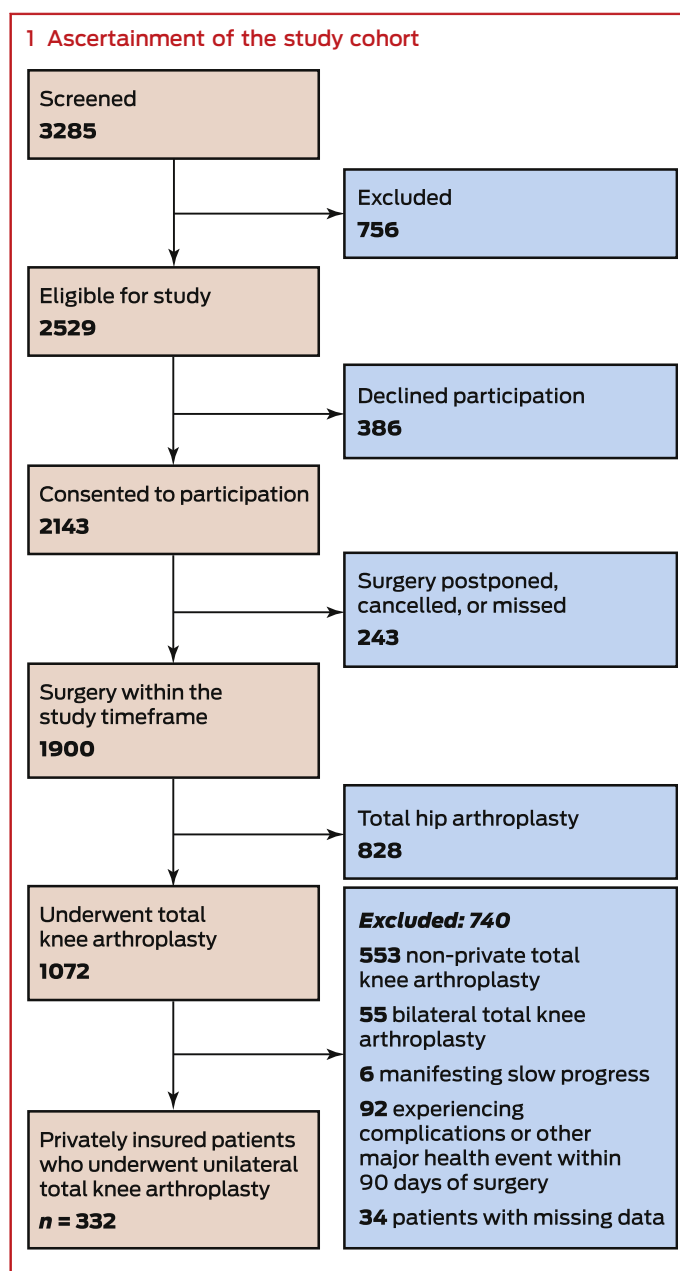 1 Ascertainment of the study cohort
Screened
3285
Excluded
756
Eligible for study
2529
Declined participation
386
Consented to participation
2143
Surgery postponed,
cancelled, or missed
243
Surgery within the
study timeframe
1900
Total hip arthroplasty
828
Underwent total
knee arthroplasty
1072
Excluded: 740
553 non-private total
knee arthroplasty
55 bilateral total knee
arthroplasty
6 manifesting slow progress
92 experiencing
complications or other
major health event within
90 days of surgery
34 patients with missing data
Privately insured patients
who underwent unilateral
total knee arthroplasty
n = 332